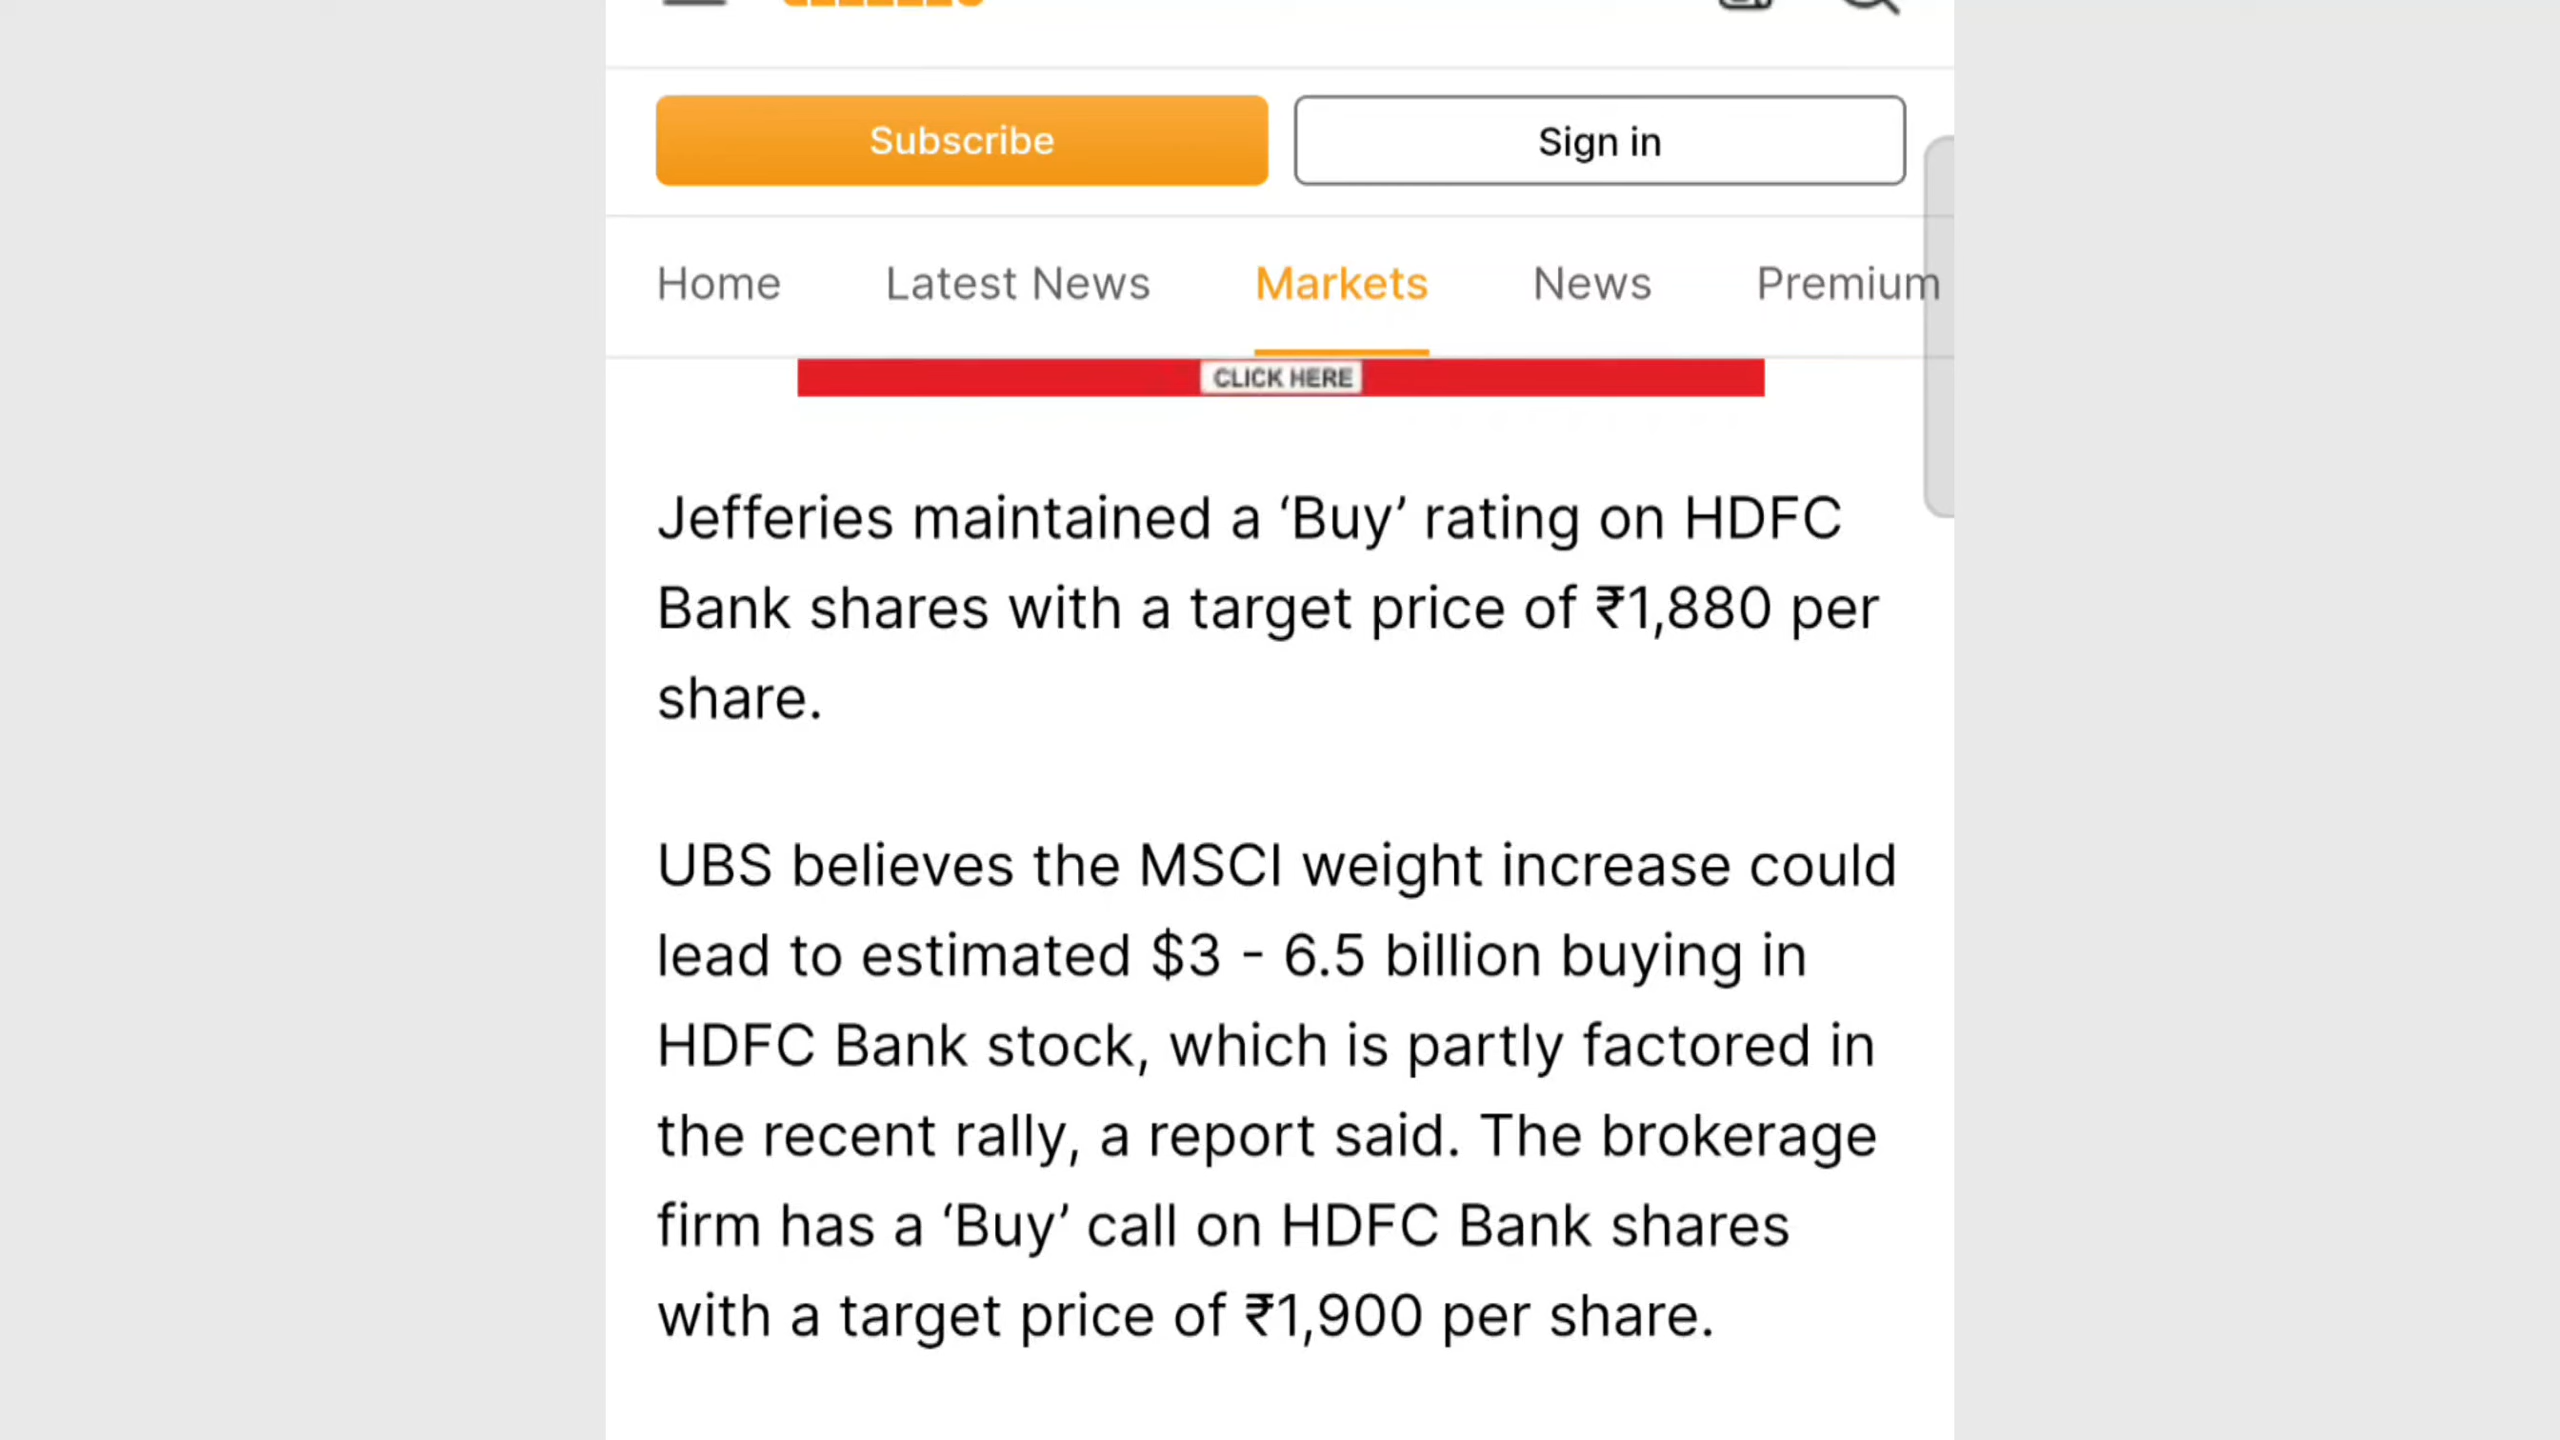 Subscribe
Sign in
Home
Latest News
Markets
News
Premium
CLICK HERE
Jefferies maintained a ‘Buy’ rating on HDFC
Bank shares with a target price of ₹1,880 per
share.
UBS believes the MSCI weight increase could
lead to estimated $3 - 6.5 billion buying in
HDFC Bank stock, which is partly factored in
the recent rally, a report said. The brokerage
firm has a ‘Buy’ call on HDFC Bank shares
with a target price of ₹1,900 per share.